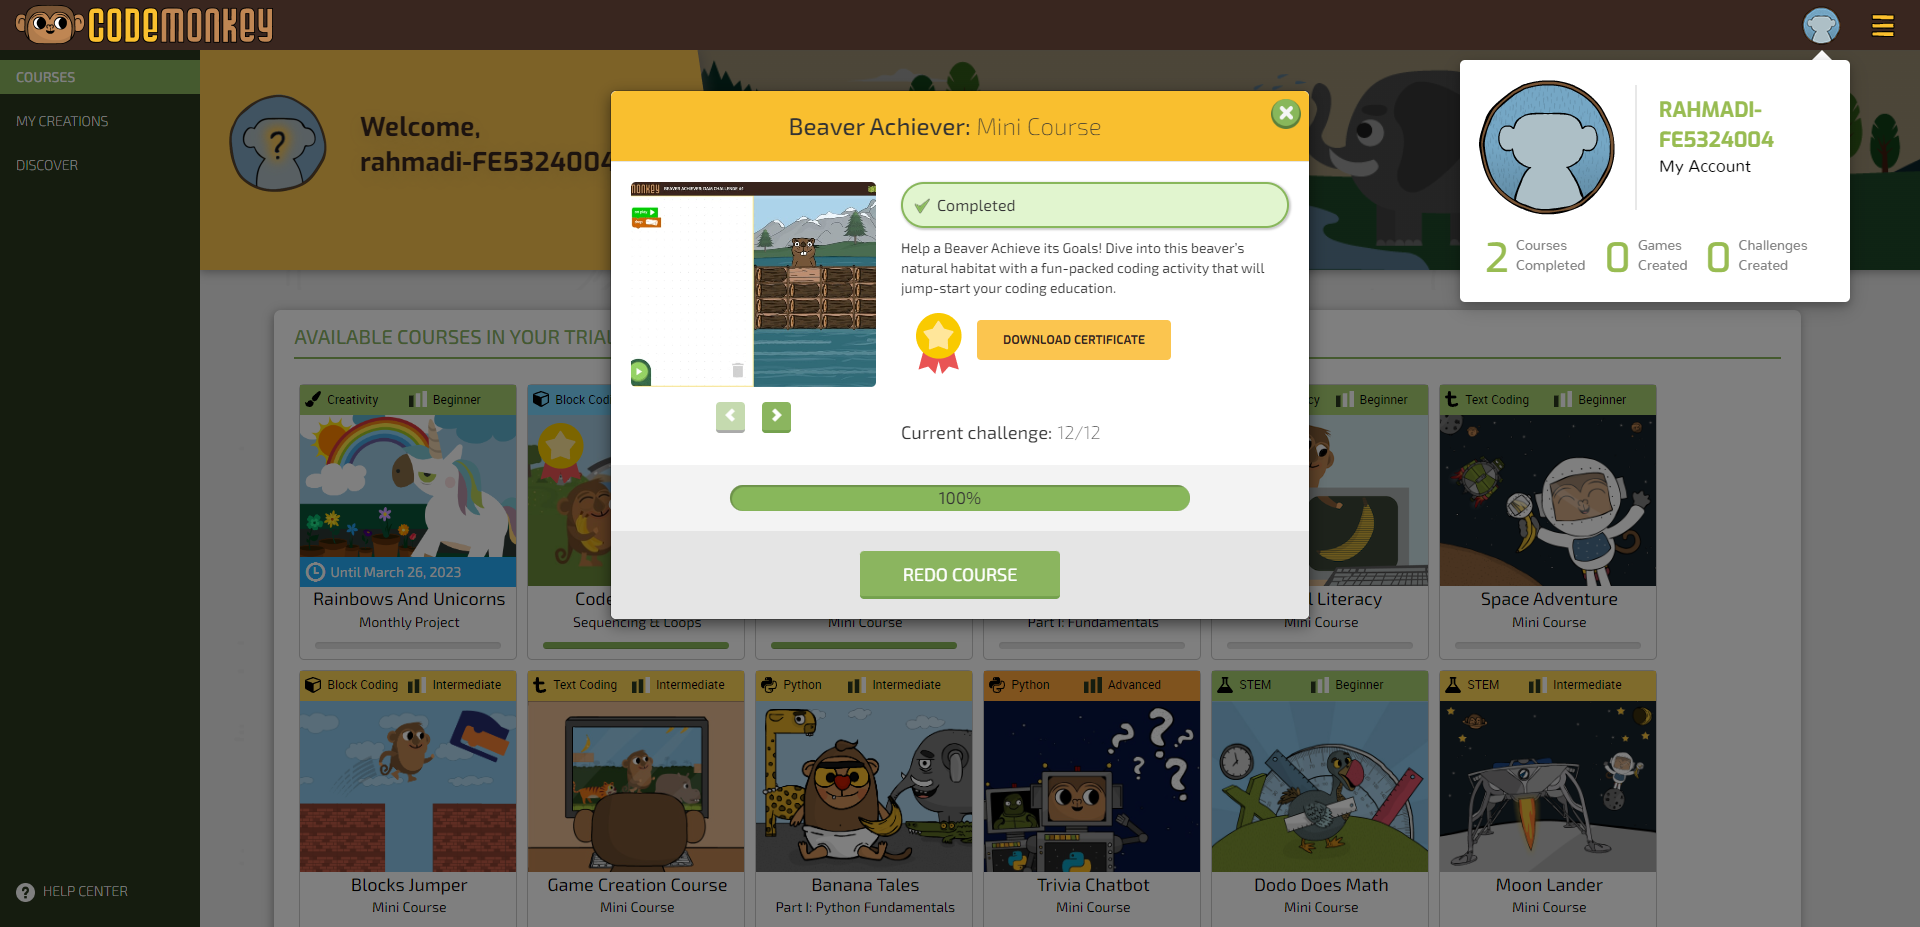 CODEMONKEY
COURSES
MY CREATIONS
DISCOVER
HELP CENTER
Welcome,
rahmadi-FE5324004
RAHMADI-
FE5324004
My Account
2 Courses Completed
0 Games Created
0 Challenges Created
Beaver Achiever: Mini Course
BEAVER ACHIEVER
Completed
Help a Beaver Achieve its Goals! Dive into this beaver's
natural habitat with a fun-packed coding activity that will
jump-start your coding education.
DOWNLOAD CERTIFICATE
Current challenge: 12/12
100%
REDO COURSE
AVAILABLE COURSES IN YOUR TRIAL
Creativity Beginner
Until March 26, 2023
Rainbows And Unicorns
Monthly Project
Block Cod
Code
Sequencing & Loops
Mini Course
Part I: Fundamentals
cy Beginner
l Literacy
Mini Course
Text Coding Beginner
Space Adventure
Mini Course
Block Coding Intermediate
Blocks Jumper
Mini Course
Text Coding Intermediate
Game Creation Course
Mini Course
Python Intermediate
Banana Tales
Part I: Python Fundamentals
Python Advanced
Trivia Chatbot
Mini Course
STEM Beginner
Dodo Does Math
Mini Course
STEM Intermediate
Moon Lander
Mini Course